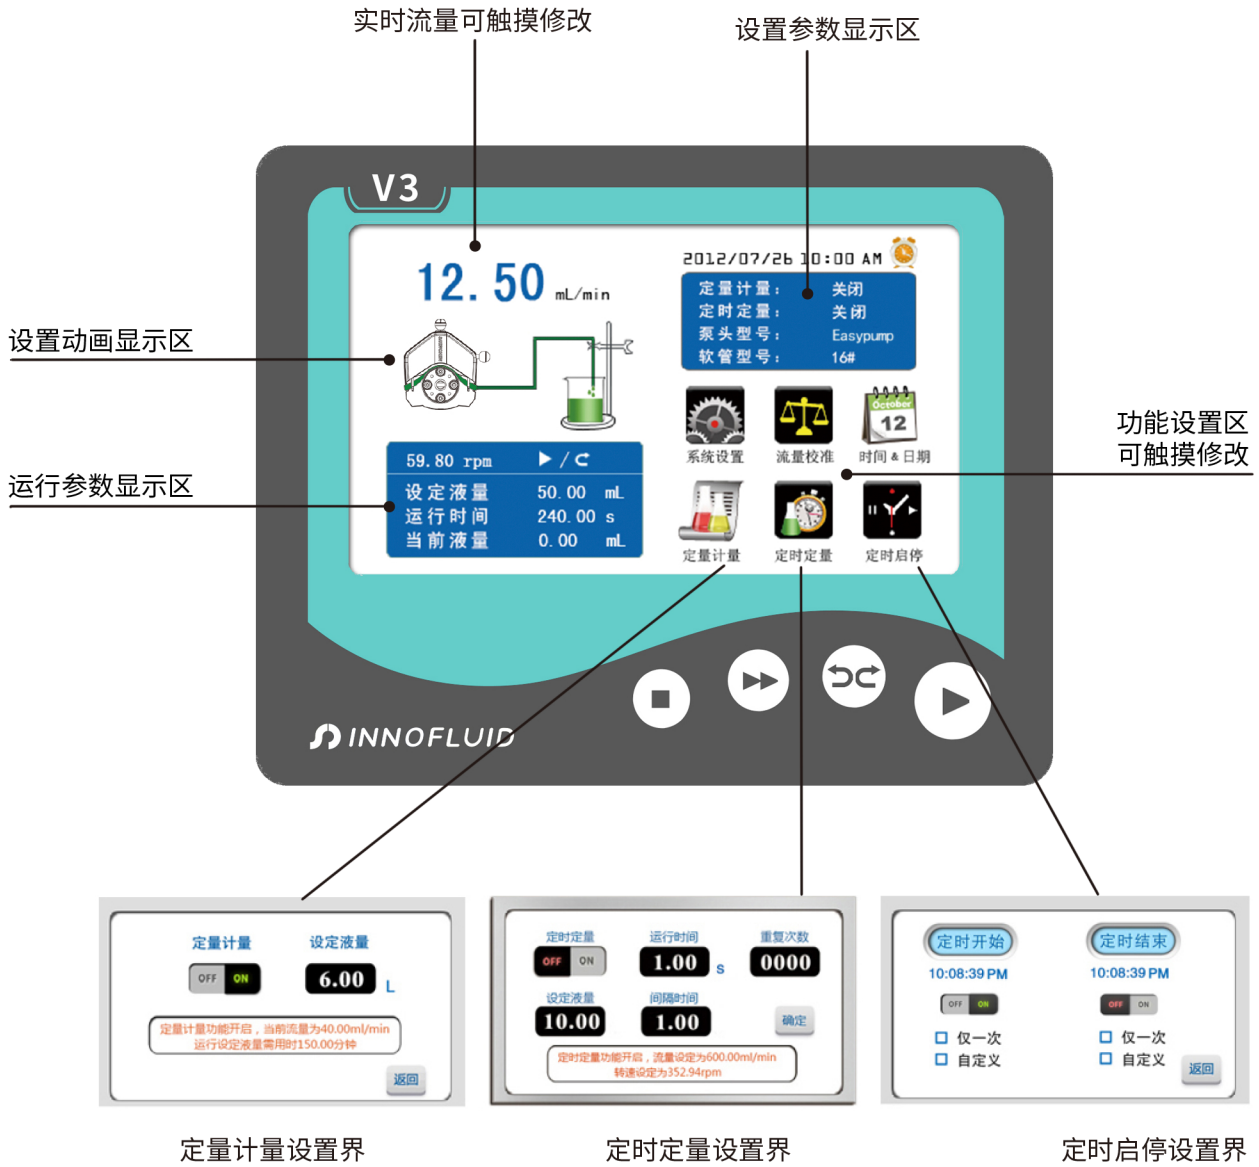 实时流量可触摸修改
设置参数显示区
V3
12.50 mL/min
2012/07/26 10:00 AM
定量计量： 关闭
定时定量： 关闭
泵头型号： Easypump
软管型号： 16#
设置动画显示区
October
12
系统设置 流量校准 时间 & 日期
功能设置区
可触摸修改
59.80 rpm /
设定液量 50.00 mL
运行时间 240.00 s
当前液量 0.00 mL
运行参数显示区
定量计量 定时定量 定时启停
INNOFLUID
定量计量 设定液量
OFF ON 6.00 L
定量计量功能开启，当前流量为40.00ml/min
运行设定液量需用时150.00分钟
返回
定时定量 运行时间 重复次数
OFF ON 1.00 s 0000
设定液量 间隔时间
10.00 1.00 确定
定时定量功能开启，流量设定为600.00ml/min
转速设定为352.94rpm
定时开始 定时结束
10:08:39 PM 10:08:39 PM
OFF ON OFF ON
仅一次 仅一次
自定义 自定义
返回
定量计量设置界
定时定量设置界
定时启停设置界